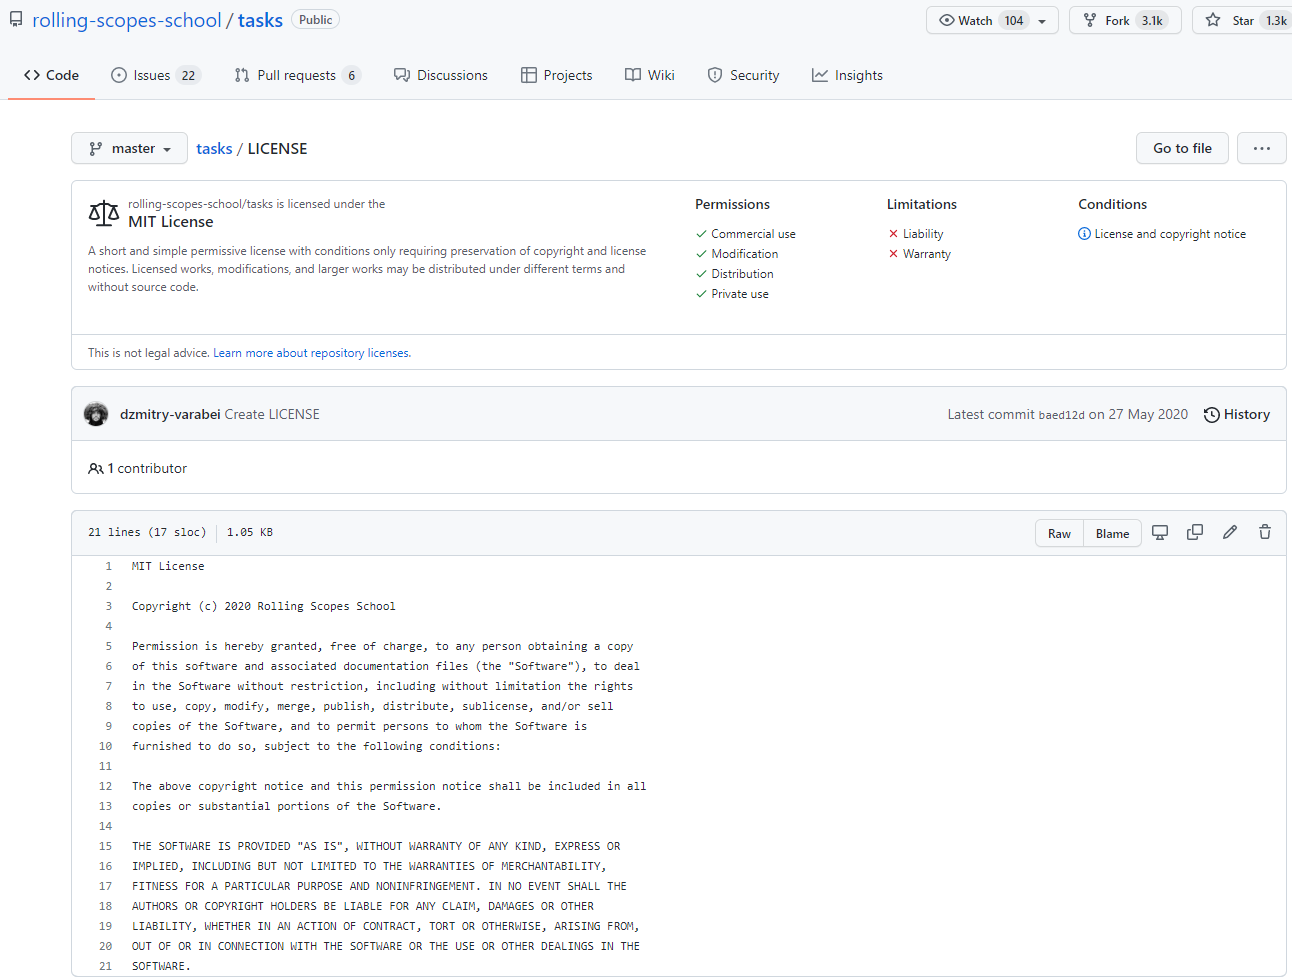 rolling-scopes-school / tasks Public
Watch 104 Fork 3.1k Star 1.3k
Code Issues 22 Pull requests 6 Discussions Projects Wiki Security Insights
master tasks / LICENSE Go to file ...
rolling-scopes-school/tasks is licensed under the
MIT License
A short and simple permissive license with conditions only requiring preservation of copyright and license
notices. Licensed works, modifications, and larger works may be distributed under different terms and
without source code.
Permissions
Commercial use
Modification
Distribution
Private use
Limitations
Liability
Warranty
Conditions
License and copyright notice
This is not legal advice. Learn more about repository licenses.
dzmitry-varabei Create LICENSE Latest commit baed12d on 27 May 2020 History
1 contributor
21 lines (17 sloc) 1.05 KB Raw Blame
1 MIT License
2
3 Copyright (c) 2020 Rolling Scopes School
4
5 Permission is hereby granted, free of charge, to any person obtaining a copy
6 of this software and associated documentation files (the "Software"), to deal
7 in the Software without restriction, including without limitation the rights
8 to use, copy, modify, merge, publish, distribute, sublicense, and/or sell
9 copies of the Software, and to permit persons to whom the Software is
10 furnished to do so, subject to the following conditions:
11
12 The above copyright notice and this permission notice shall be included in all
13 copies or substantial portions of the Software.
14
15 THE SOFTWARE IS PROVIDED "AS IS", WITHOUT WARRANTY OF ANY KIND, EXPRESS OR
16 IMPLIED, INCLUDING BUT NOT LIMITED TO THE WARRANTIES OF MERCHANTABILITY,
17 FITNESS FOR A PARTICULAR PURPOSE AND NONINFRINGEMENT. IN NO EVENT SHALL THE
18 AUTHORS OR COPYRIGHT HOLDERS BE LIABLE FOR ANY CLAIM, DAMAGES OR OTHER
19 LIABILITY, WHETHER IN AN ACTION OF CONTRACT, TORT OR OTHERWISE, ARISING FROM,
20 OUT OF OR IN CONNECTION WITH THE SOFTWARE OR THE USE OR OTHER DEALINGS IN THE
21 SOFTWARE.